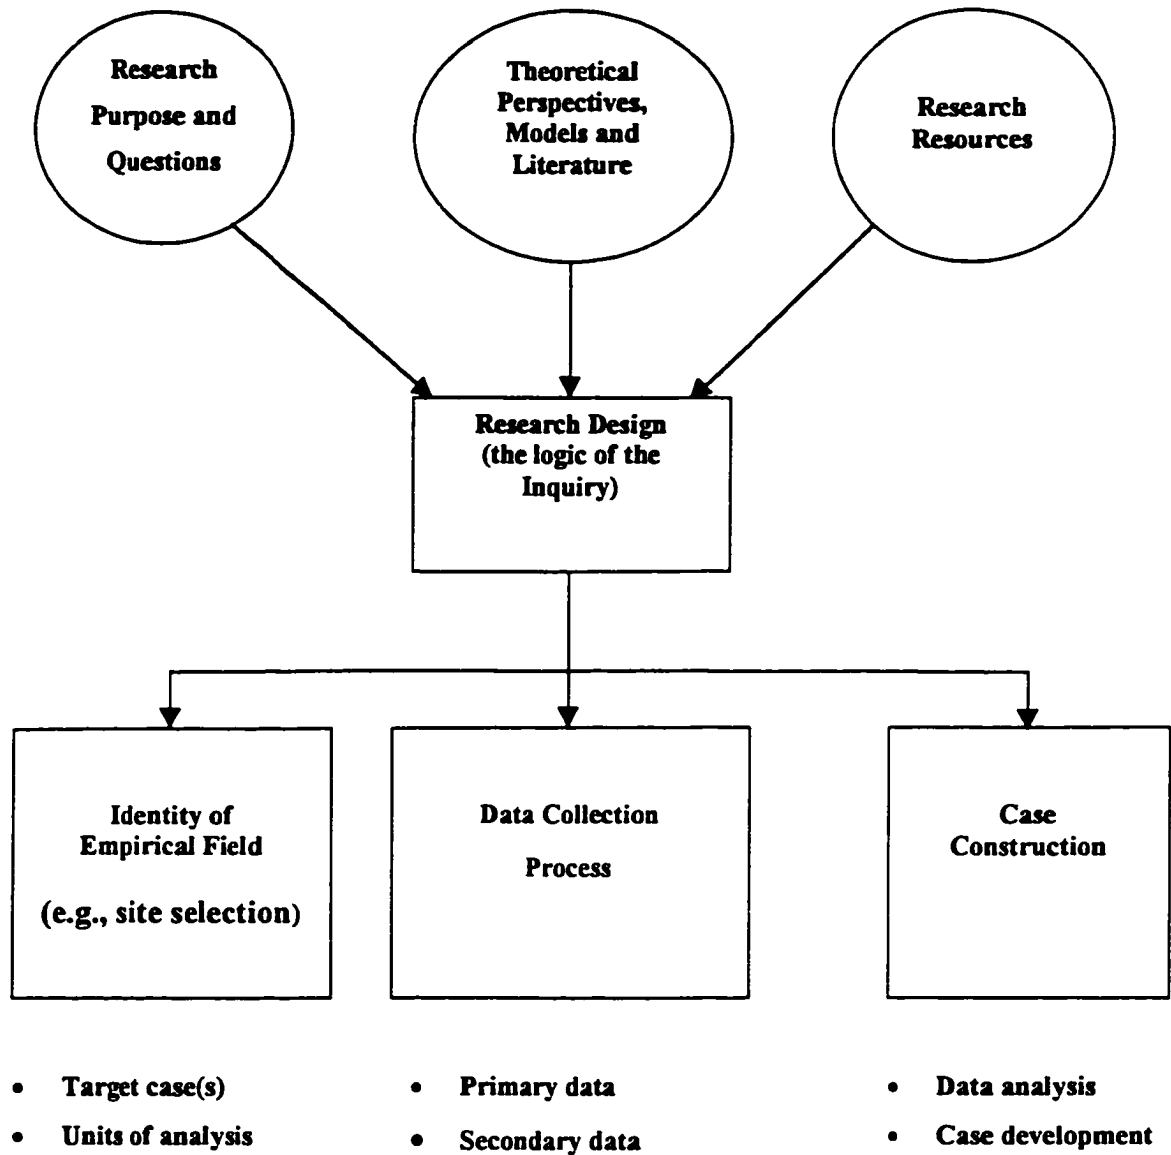 Research
Purpose and
Questions
Theoretical
Perspectives,
Models and
Literature
Research
Resources
Research Design
(the logic of the
Inquiry)
Identity of
Empirical Field
(e.g., site selection)
Data Collection
Process
Case
Construction
• Target case(s)
• Units of analysis
• Primary data
• Secondary data
• Data analysis
• Case development